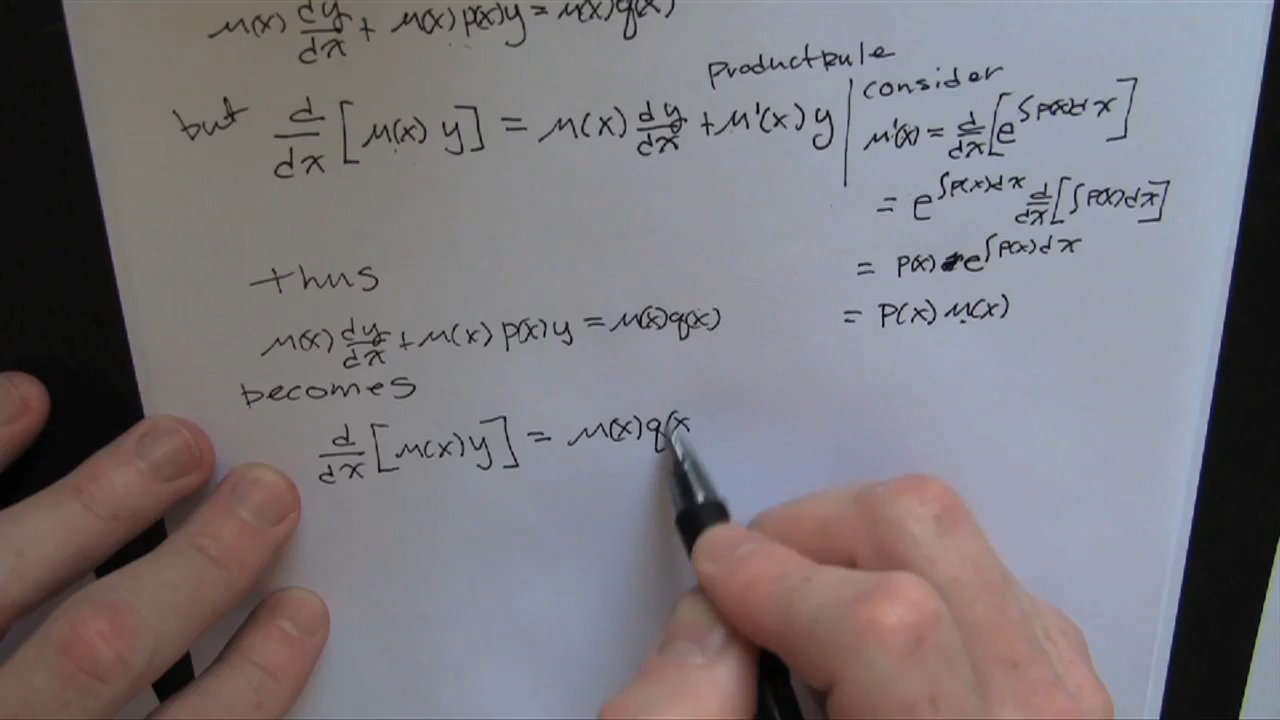 μ(x) dy/dx + μ(x) p(x) y = μ(x) q(x)
product rule
but d/dx [μ(x) y] = μ(x) dy/dx + μ'(x) y
consider
μ'(x) = d/dx [e^∫p(x)dx]
= e^∫p(x)dx d/dx [∫p(x)dx]
= p(x) e^∫p(x)dx
= p(x) μ(x)
thus
μ(x) dy/dx + μ(x) p(x) y = μ(x) q(x)
becomes
d/dx [μ(x) y] = μ(x) q(x